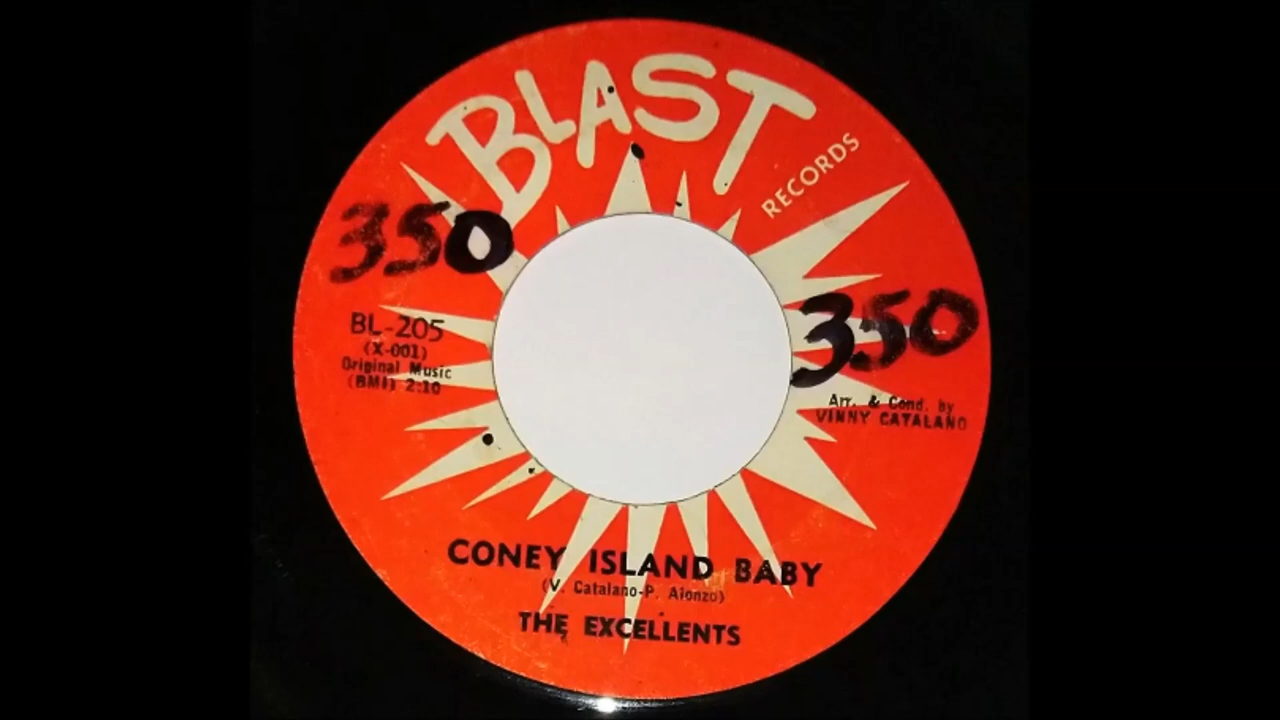 BLAST
RECORDS
350
350
BL-205
(X-001)
Original Music
(BMI) 2:10
Arr. & Cond. by
VINNY CATALANO
CONEY ISLAND BABY
(V. Catalano-P. Alonzo)
THE EXCELLENTS